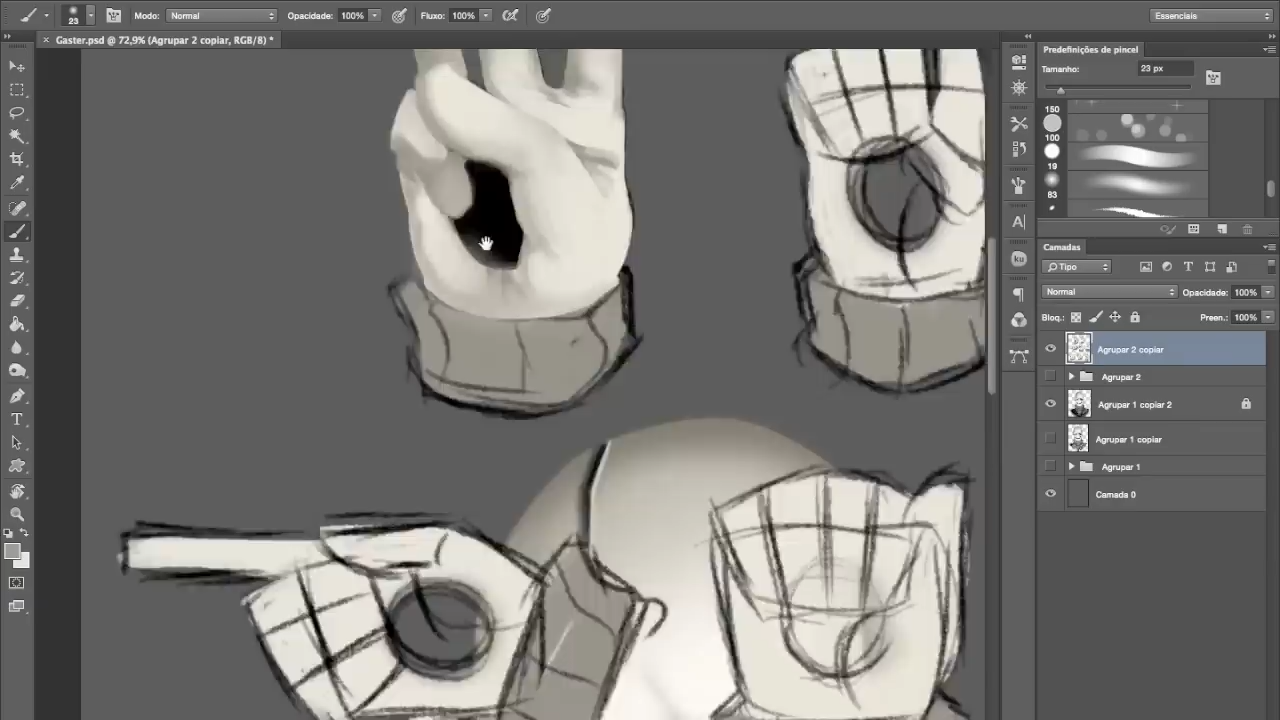 23
Modo: Normal Opacidade: 100% Fluxo: 100% Essenciais
× Gaster.psd @ 72,9% (Agrupar 2 copiar, RGB/8) *
Predefinições de pincel
Tamanho: 23 px
150
100
19
83
Camadas
Tipo
Normal Opacidade: 100%
Bloq.: Preen.: 100%
Agrupar 2 copiar
Agrupar 2
Agrupar 1 copiar 2
Agrupar 1 copiar
Agrupar 1
Camada 0
A
ku
T